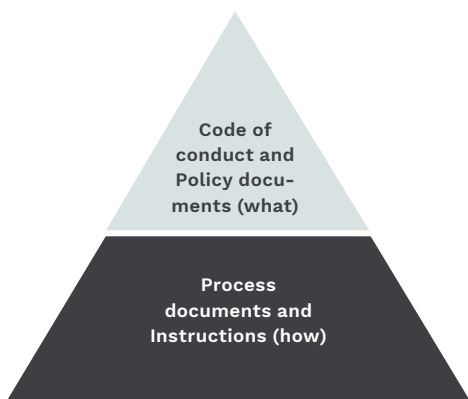 Code of
conduct and
Policy docu-
ments (what)
Process
documents and
Instructions (how)